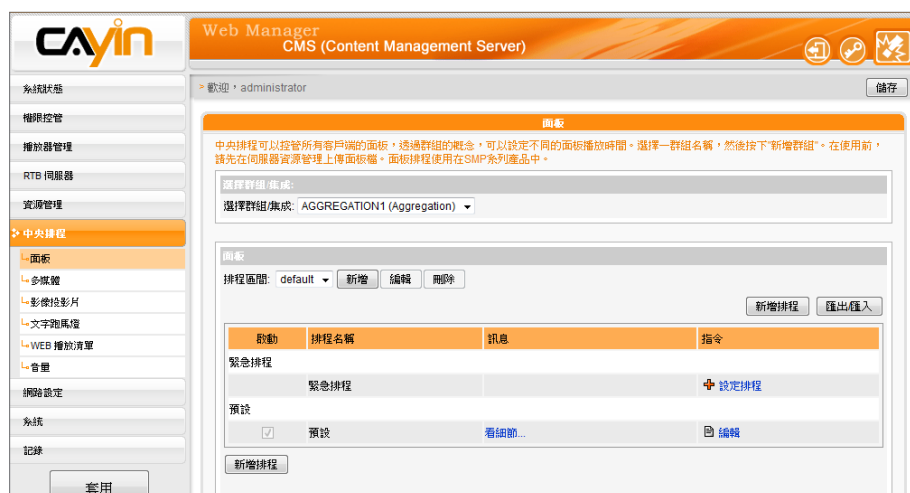 CAYIN
Web Manager
CMS (Content Management Server)
系統狀態
權限控管
播放器管理
RTB 伺服器
資源管理
中央排程
面板
多媒體
影像投影片
文字跑馬燈
WEB 播放清單
音量
網路設定
系統
記錄
套用
> 歡迎，administrator
儲存
面板
中央排程可以控管所有客戶端的面板，透過群組的概念，可以設定不同的面板播放時間。選擇一群組名稱，然後按下"新增群組"。在使用前，
請先在伺服器資源管理上傳面板檔。面板排程使用在SMP系列產品中。
選擇群組/集成:
選擇群組/集成: AGGREGATION1 (Aggregation)
面板
排程區間: default 新增 編輯 刪除
新增排程 匯出/匯入
啟動 排程名稱 訊息 指令
緊急排程
緊急排程 設定排程
預設
預設 看細節... 編輯
新增排程